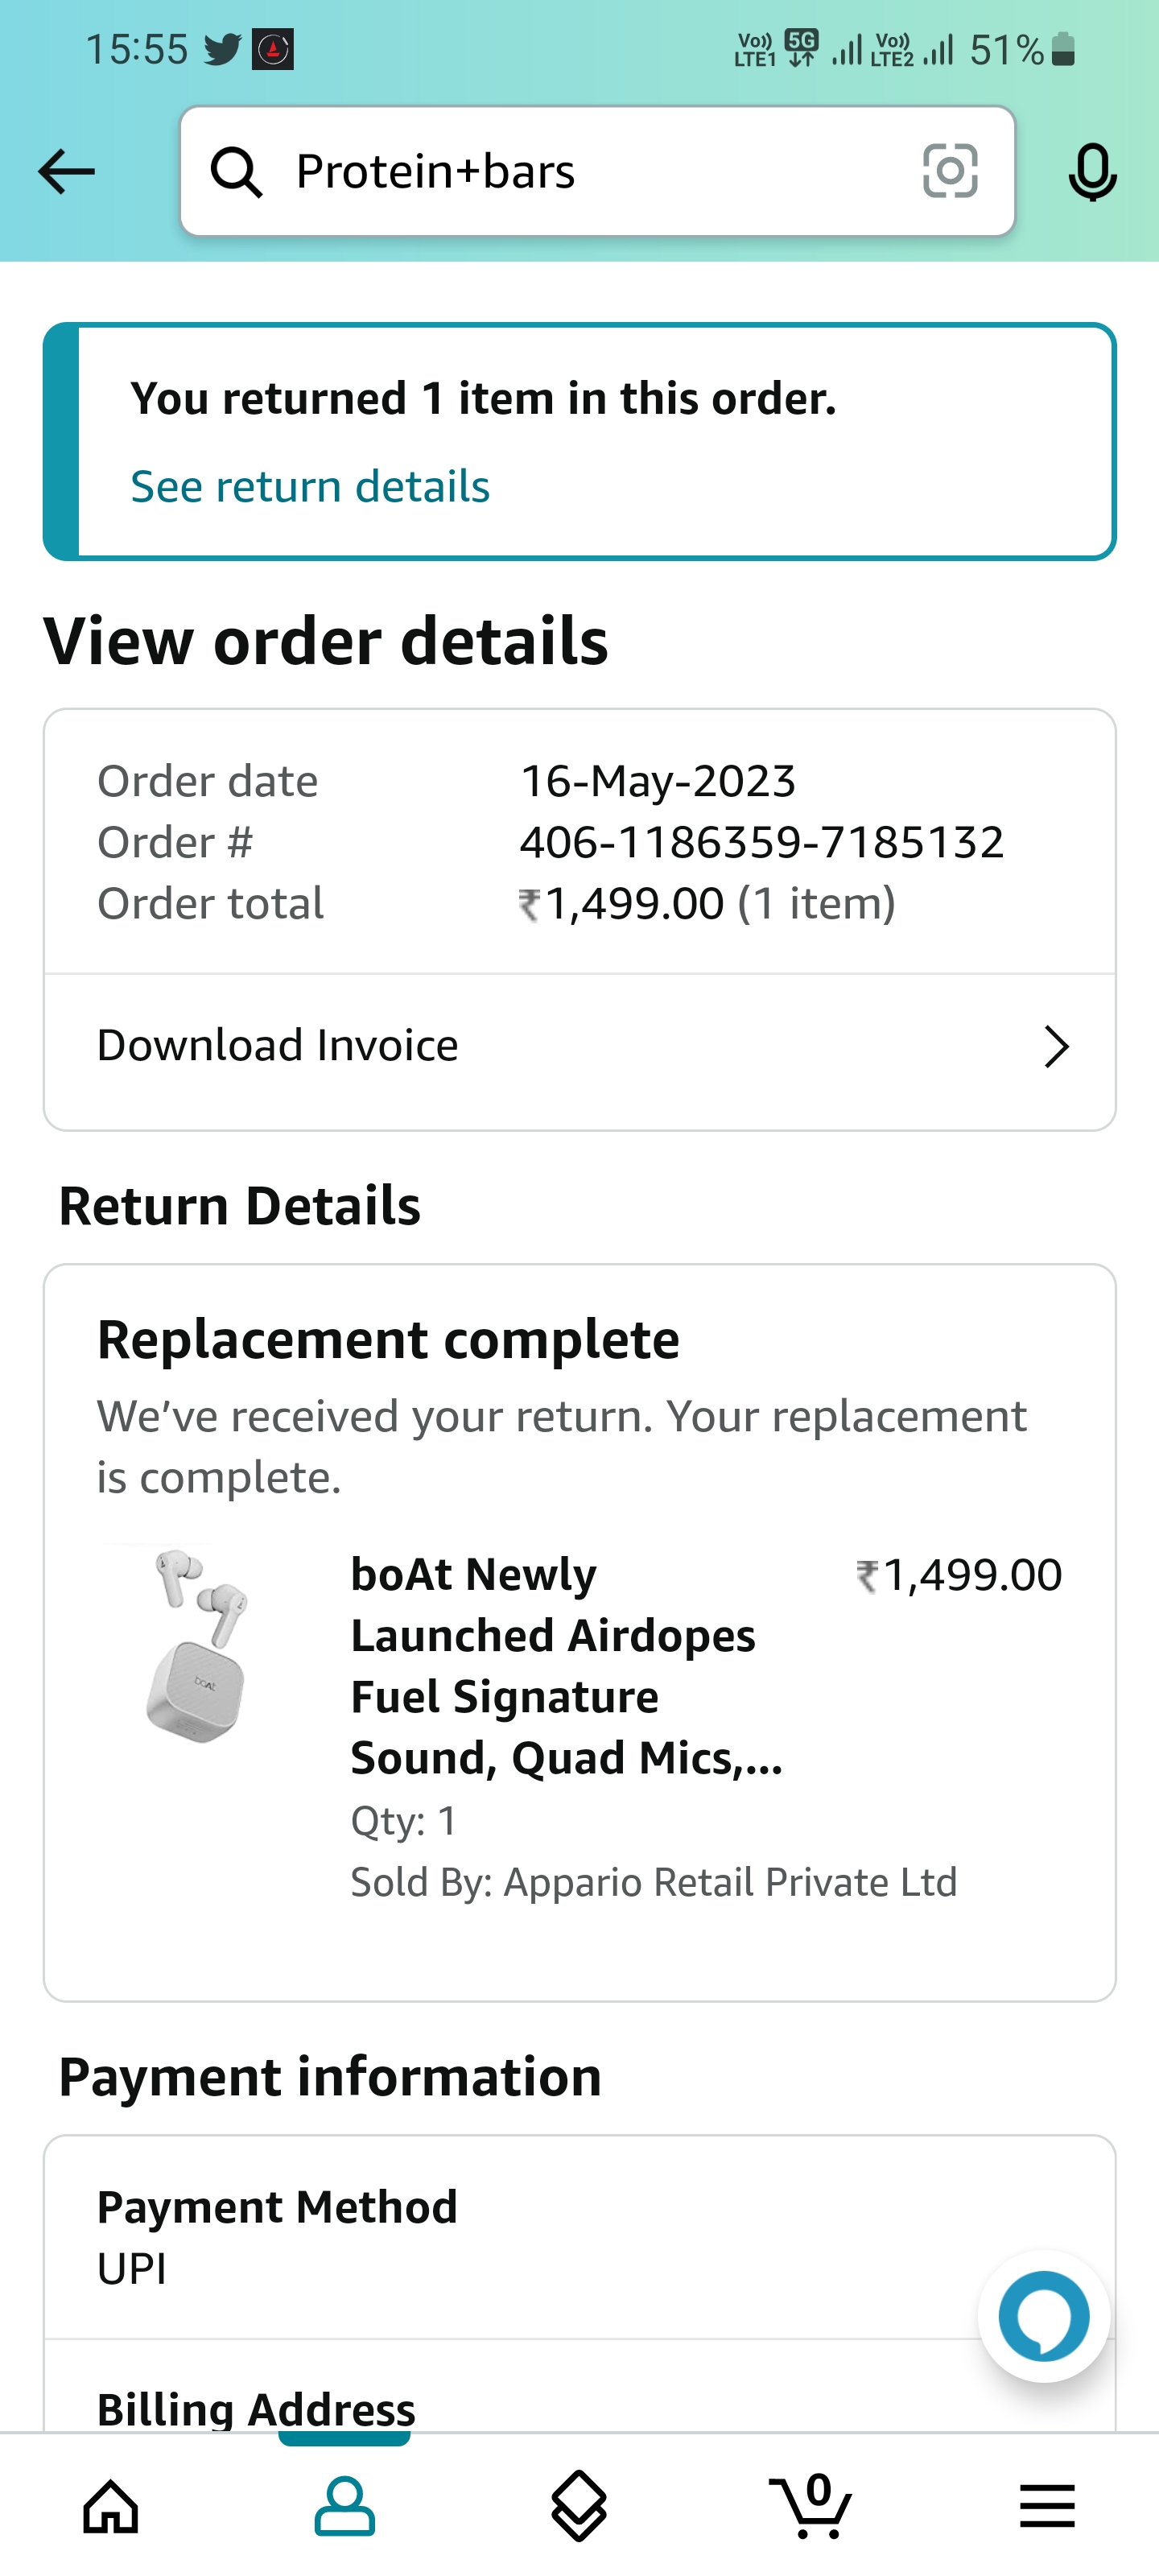 15:55 Vo)) LTE1 5G Vo)) LTE2 51%
Protein+bars
You returned 1 item in this order.
See return details
View order details
Order date 16-May-2023
Order # 406-1186359-7185132
Order total ₹1,499.00 (1 item)
Download Invoice
Return Details
Replacement complete
We’ve received your return. Your replacement
is complete.
boAt Newly ₹1,499.00
Launched Airdopes
Fuel Signature
Sound, Quad Mics,...
Qty: 1
Sold By: Appario Retail Private Ltd
boAt
Payment information
Payment Method
UPI
Billing Address
0